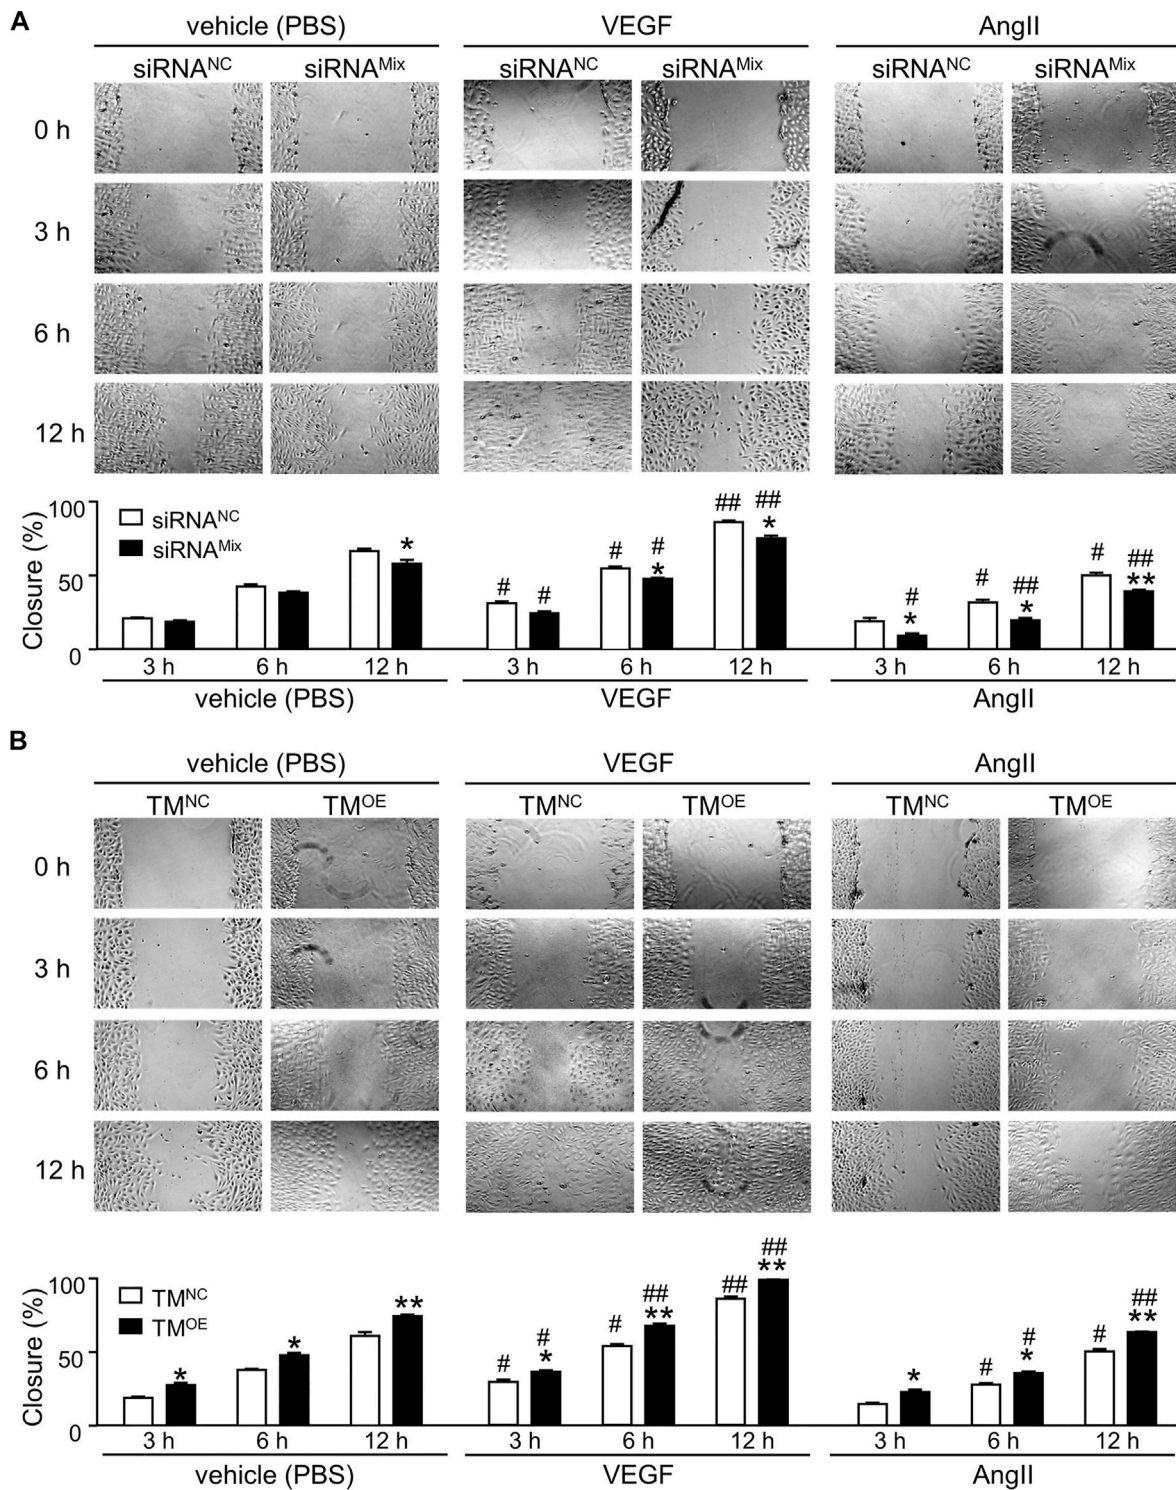 A
vehicle (PBS) VEGF AngII
siRNA^NC siRNA^Mix siRNA^NC siRNA^Mix siRNA^NC siRNA^Mix
0 h
3 h
6 h
12 h
Closure (%)
100
50
0
siRNA^NC
siRNA^Mix
* # # # # * ## ## * # * # ## * # ## **
3 h 6 h 12 h 3 h 6 h 12 h 3 h 6 h 12 h
vehicle (PBS) VEGF AngII
B
vehicle (PBS) VEGF AngII
TM^NC TM^OE TM^NC TM^OE TM^NC TM^OE
0 h
3 h
6 h
12 h
Closure (%)
100
50
0
TM^NC
TM^OE
* * ** # # * # ## ** ## ## ** * # # * # ## **
3 h 6 h 12 h 3 h 6 h 12 h 3 h 6 h 12 h
vehicle (PBS) VEGF AngII